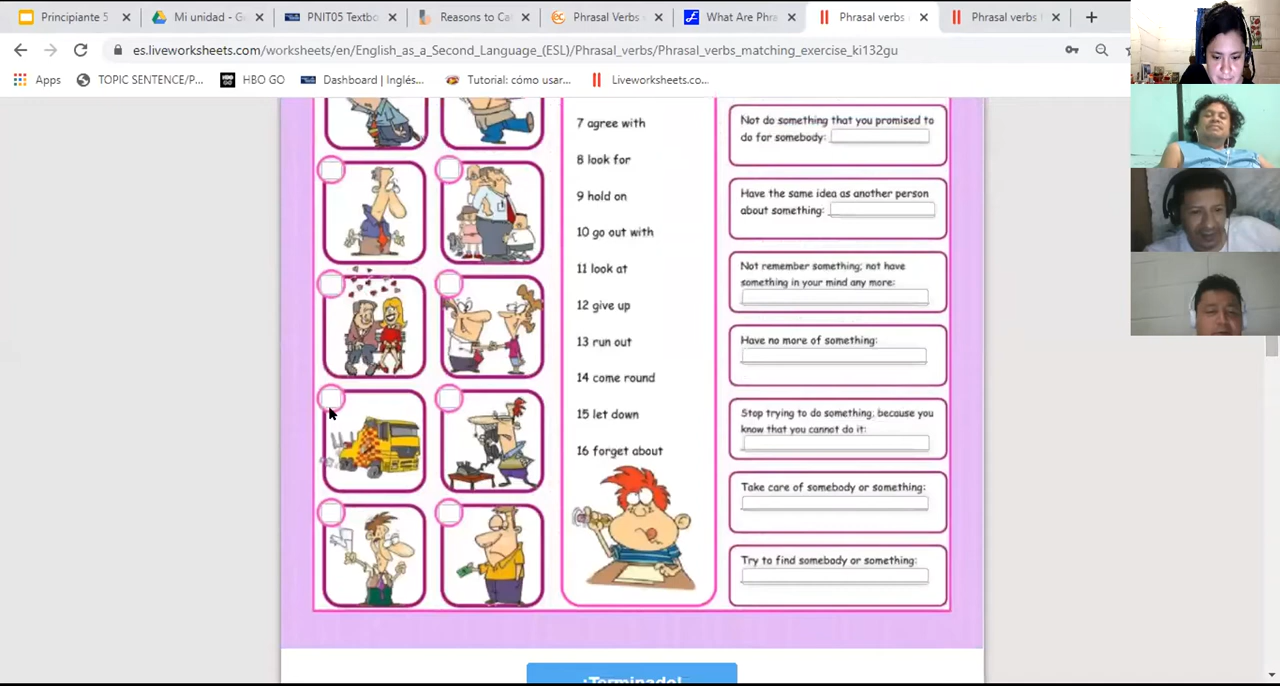 Principiante 5
Mi unidad - G
PNIT05 Textbo
Reasons to Ca
Phrasal Verbs
What Are Phra
Phrasal verbs
Phrasal verbs
es.liveworksheets.com/worksheets/en/English_as_a_Second_Language_(ESL)/Phrasal_verbs/Phrasal_verbs_matching_exercise_ki132gu
Apps
TOPIC SENTENCE/P...
HBO GO
Dashboard | Inglés...
Tutorial: cómo usar...
Liveworksheets.co...
7 agree with
8 look for
9 hold on
10 go out with
11 look at
12 give up
13 run out
14 come round
15 let down
16 forget about
Not do something that you promised to
do for somebody:
Have the same idea as another person
about something:
Not remember something; not have
something in your mind any more:
Have no more of something:
Stop trying to do something, because you
know that you cannot do it:
Take care of somebody or something:
Try to find somebody or something:
¡Terminado!